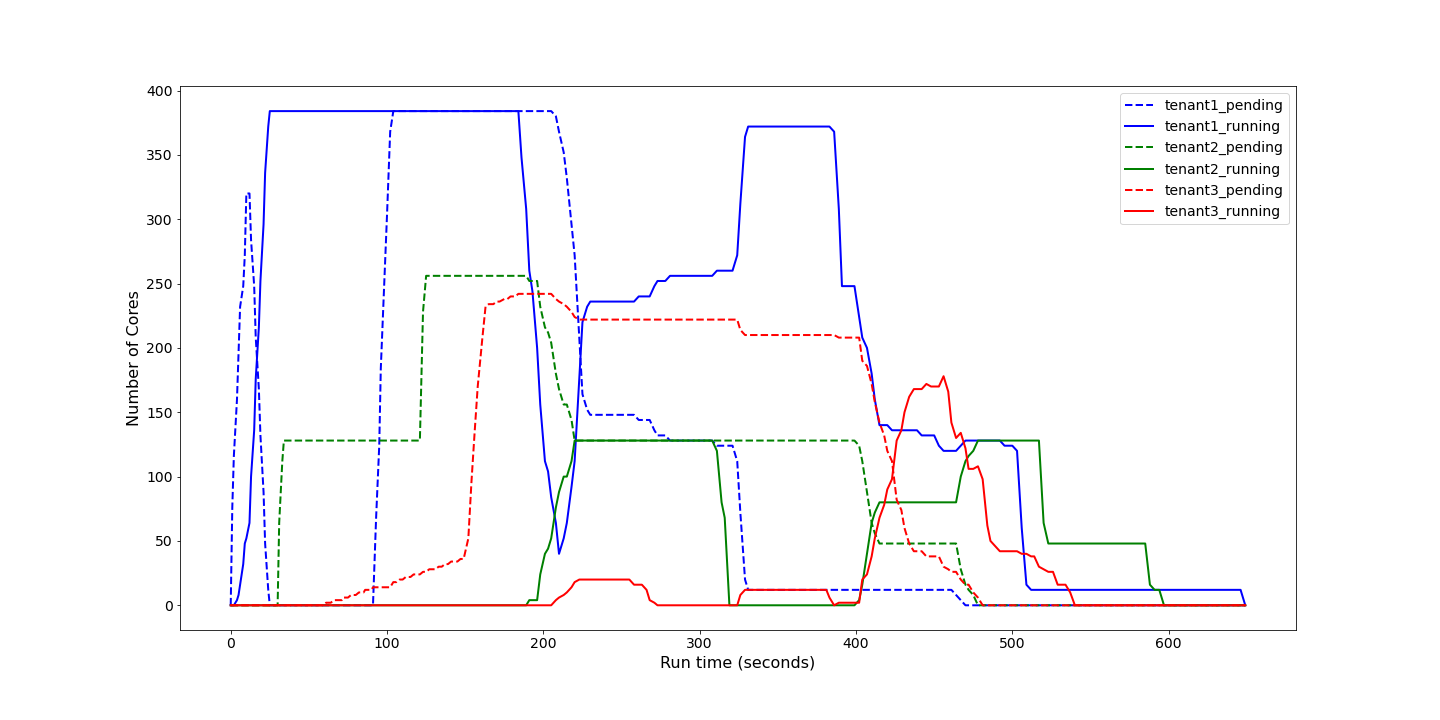 400
350
300
250
200
150
100
50
0
Number of Cores
0 100 200 300 400 500 600
Run time (seconds)
tenant1_pending
tenant1_running
tenant2_pending
tenant2_running
tenant3_pending
tenant3_running